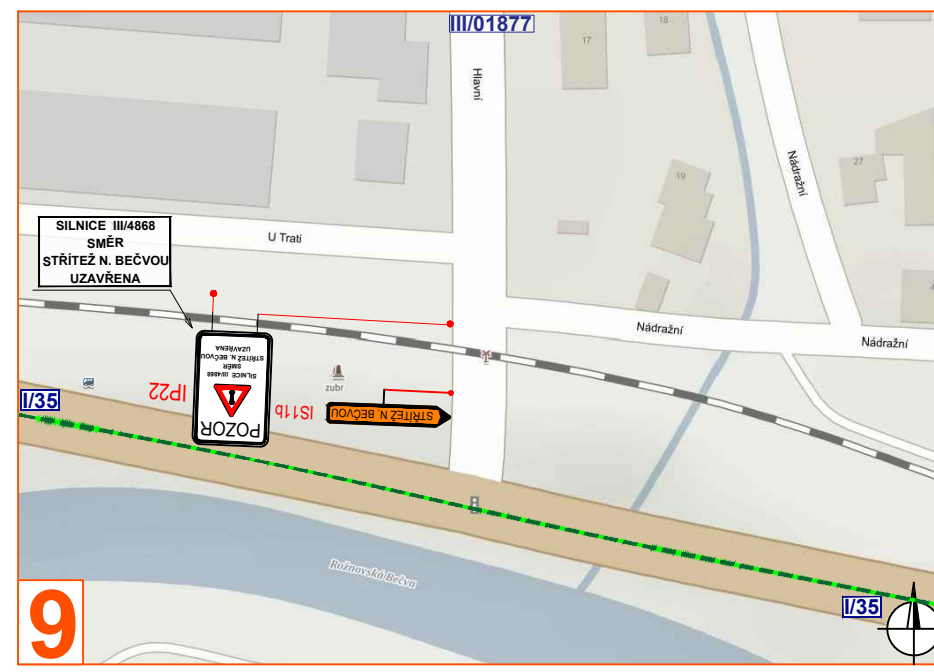 III/01877
18
17
Hlavní
Nádražní
27
19
SILNICE III/4868
SMĚR
STŘÍTEŽ N. BEČVOU
UZAVŘENA
U Trati
Nádražní
Nádražní
4
zubr
I/35
IP22
POZOR
SILNICE III/4868
SMĚR
STŘÍTEŽ N. BEČVOU
UZAVŘENA
IS11b
STŘÍTEŽ N. BEČVOU
Rožnovská Bečva
I/35
9